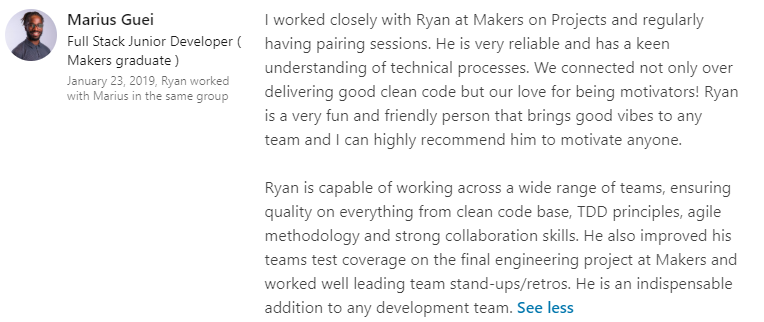 Marius Guei
Full Stack Junior Developer (
Makers graduate )
January 23, 2019, Ryan worked
with Marius in the same group
I worked closely with Ryan at Makers on Projects and regularly
having pairing sessions. He is very reliable and has a keen
understanding of technical processes. We connected not only over
delivering good clean code but our love for being motivators! Ryan
is a very fun and friendly person that brings good vibes to any
team and I can highly recommend him to motivate anyone.
Ryan is capable of working across a wide range of teams, ensuring
quality on everything from clean code base, TDD principles, agile
methodology and strong collaboration skills. He also improved his
teams test coverage on the final engineering project at Makers and
worked well leading team stand-ups/retros. He is an indispensable
addition to any development team. See less